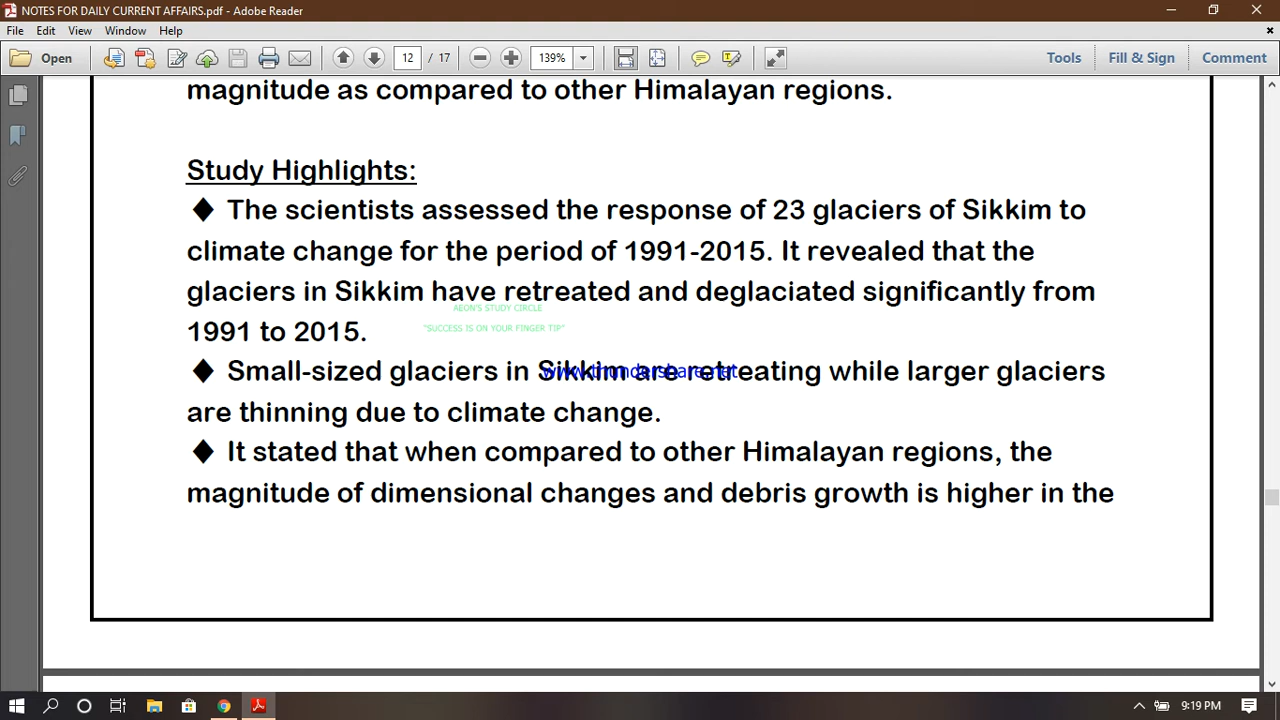 NOTES FOR DAILY CURRENT AFFAIRS.pdf - Adobe Reader
File Edit View Window Help
Open 12 / 17 139% Tools Fill & Sign Comment
magnitude as compared to other Himalayan regions.
Study Highlights:
♦ The scientists assessed the response of 23 glaciers of Sikkim to
climate change for the period of 1991-2015. It revealed that the
glaciers in Sikkim have retreated and deglaciated significantly from
AEON'S STUDY CIRCLE
"SUCCESS IS ON YOUR FINGER TIP"
1991 to 2015.
♦ Small-sized glaciers in Sikkim are retreating while larger glaciers
www.thundershare.net
are thinning due to climate change.
♦ It stated that when compared to other Himalayan regions, the
magnitude of dimensional changes and debris growth is higher in the
9:19 PM